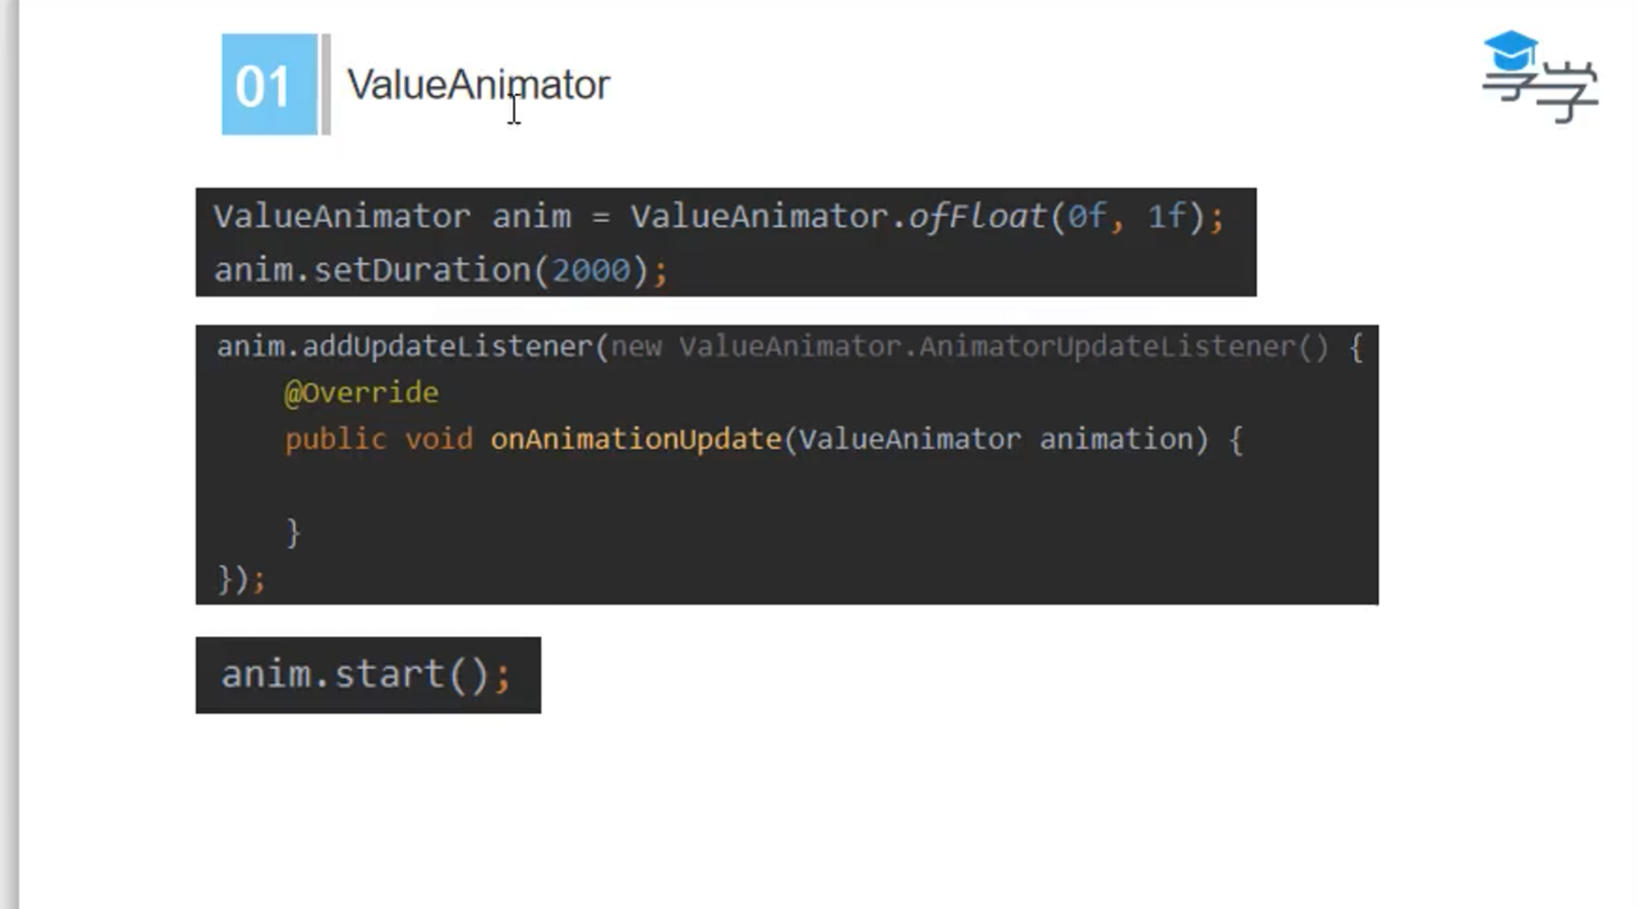 01 ValueAnimator
享学
ValueAnimator anim = ValueAnimator.ofFloat(0f, 1f);
anim.setDuration(2000);
anim.addUpdateListener(new ValueAnimator.AnimatorUpdateListener() {
@Override
public void onAnimationUpdate(ValueAnimator animation) {
}
});
anim.start();